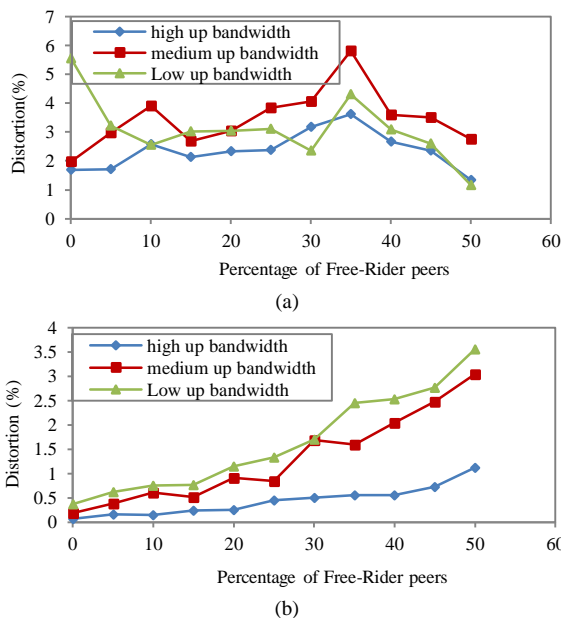 7
6
5
4
3
2
1
0
Distortion(%)
high up bandwidth
medium up bandwidth
Low up bandwidth
0 10 20 30 40 50 60
Percentage of Free-Rider peers
(a)
4
3.5
3
2.5
2
1.5
1
0.5
0
Distortion (%)
high up bandwidth
medium up bandwidth
Low up bandwidth
0 10 20 30 40 50 60
Percentage of Free-Rider peers
(b)